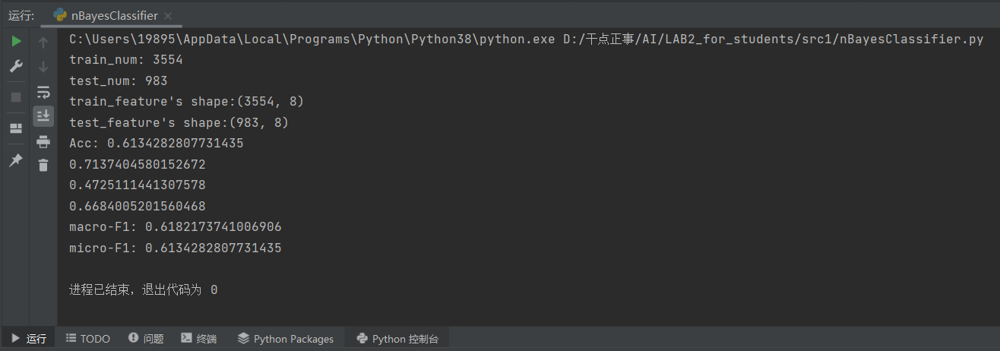 运行: nBayesClassifier
C:\Users\19895\AppData\Local\Programs\Python\Python38\python.exe D:/干点正事/AI/LAB2_for_students/src1/nBayesClassifier.py
train_num: 3554
test_num: 983
train_feature's shape:(3554, 8)
test_feature's shape:(983, 8)
Acc: 0.6134282807731435
0.7137404580152672
0.4725111441307578
0.6684005201560468
macro-F1: 0.6182173741006906
micro-F1: 0.6134282807731435
进程已结束，退出代码为 0
运行 TODO 问题 终端 Python Packages Python 控制台